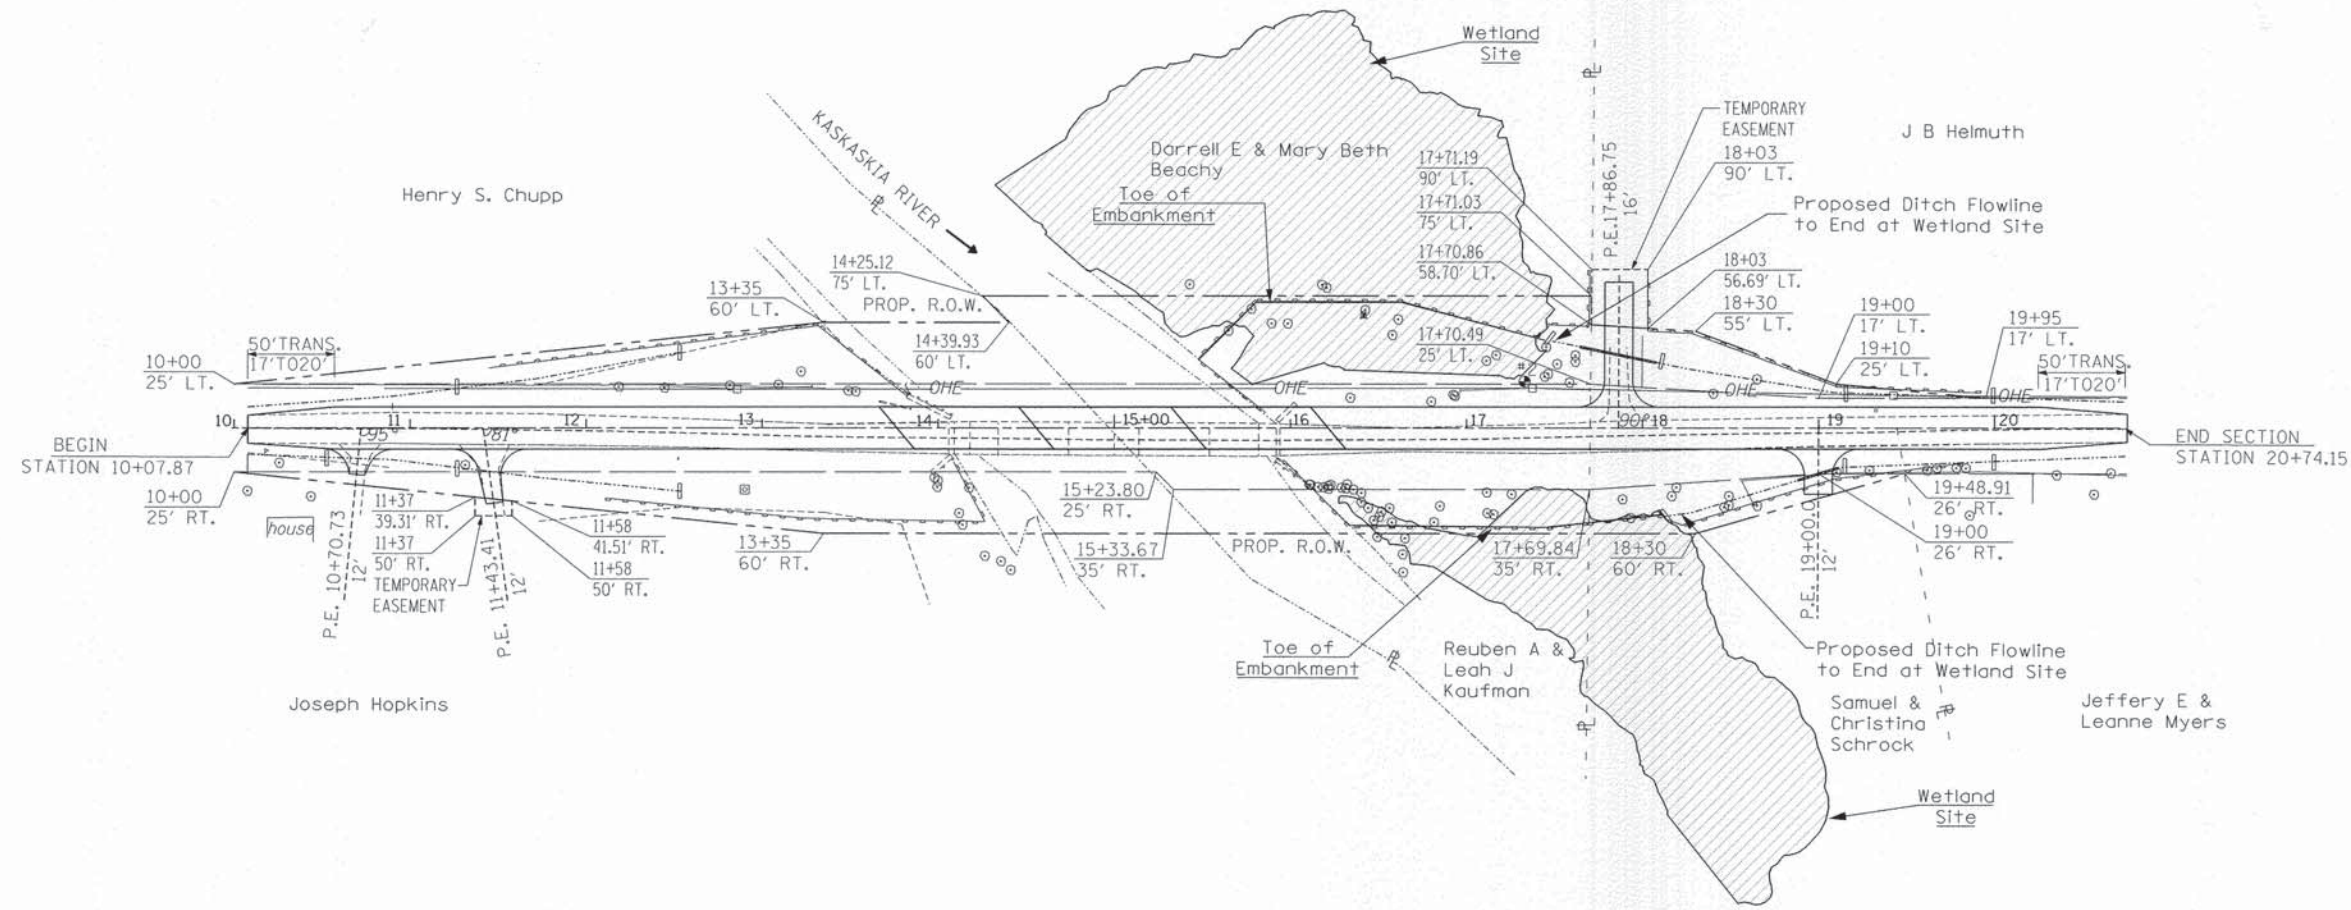 Wetland
Site
TEMPORARY
EASEMENT
J B Helmuth
18+03
90' LT.
Darrell E & Mary Beth
Beachy
Toe of
Embankment
17+71.19
90' LT.
17+71.03
75' LT.
17+70.86
58.70' LT.
P.E.17+86.75
16'
Proposed Ditch Flowline
to End at Wetland Site
Henry S. Chupp
KASKASKIA RIVER
14+25.12
75' LT.
PROP. R.O.W.
13+35
60' LT.
14+39.93
60' LT.
18+03
56.69' LT.
18+30
55' LT.
19+00
17' LT.
19+10
25' LT.
19+95
17' LT.
17+70.49
25' LT.
50'TRANS.
17'TO20'
50'TRANS.
17'TO20'
10+00
25' LT.
OHE
OHE
OHE
OHE
10
11
12
13
14
15+00
16
17
18
19
20
95°
81°
90°
BEGIN
STATION 10+07.87
END SECTION
STATION 20+74.15
10+00
25' RT.
house
P.E. 10+70.73
12'
11+37
39.31' RT.
11+37
50' RT.
TEMPORARY
EASEMENT
P.E. 11+43.41
12'
11+58
41.51' RT.
11+58
50' RT.
13+35
60' RT.
15+23.80
25' RT.
15+33.67
35' RT.
PROP. R.O.W.
17+69.84
35' RT.
18+30
60' RT.
P.E. 19+00.0
12'
19+48.91
26' RT.
19+00
26' RT.
Toe of
Embankment
Reuben A &
Leah J
Kaufman
Proposed Ditch Flowline
to End at Wetland Site
Samuel &
Christina
Schrock
Jeffery E &
Leanne Myers
Joseph Hopkins
Wetland
Site